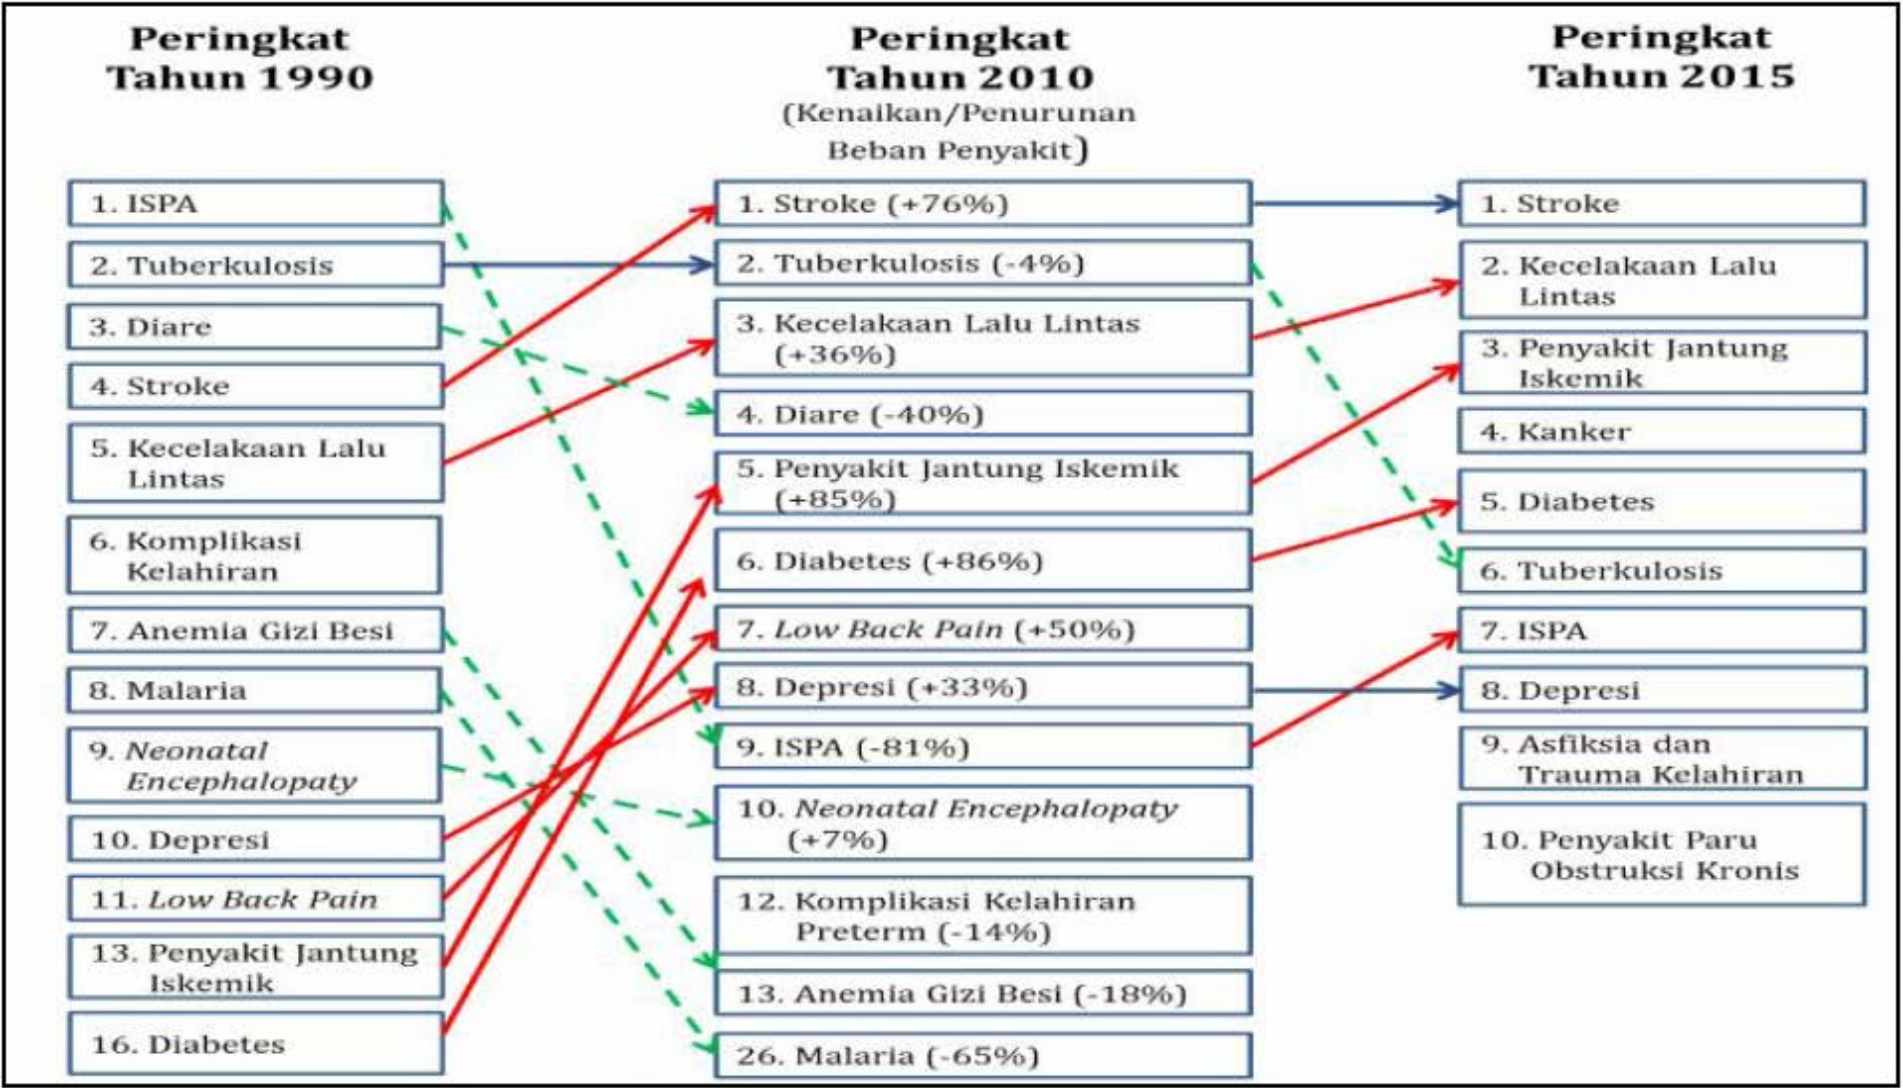 Peringkat
Tahun 1990
1. ISPA
2. Tuberkulosis
3. Diare
4. Stroke
5. Kecelakaan Lalu
Lintas
6. Komplikasi
Kelahiran
7. Anemia Gizi Besi
8. Malaria
9. Neonatal
Encephalopaty
10. Depresi
11. Low Back Pain
13. Penyakit Jantung
Iskemik
16. Diabetes
Peringkat
Tahun 2010
(Kenaikan/Penurunan
Beban Penyakit)
1. Stroke (+76%)
2. Tuberkulosis (-4%)
3. Kecelakaan Lalu Lintas
(+36%)
4. Diare (-40%)
5. Penyakit Jantung Iskemik
(+85%)
6. Diabetes (+86%)
7. Low Back Pain (+50%)
8. Depresi (+33%)
9. ISPA (-81%)
10. Neonatal Encephalopaty
(+7%)
12. Komplikasi Kelahiran
Preterm (-14%)
13. Anemia Gizi Besi (-18%)
26. Malaria (-65%)
Peringkat
Tahun 2015
1. Stroke
2. Kecelakaan Lalu
Lintas
3. Penyakit Jantung
Iskemik
4. Kanker
5. Diabetes
6. Tuberkulosis
7. ISPA
8. Depresi
9. Asfiksia dan
Trauma Kelahiran
10. Penyakit Paru
Obstruksi Kronis